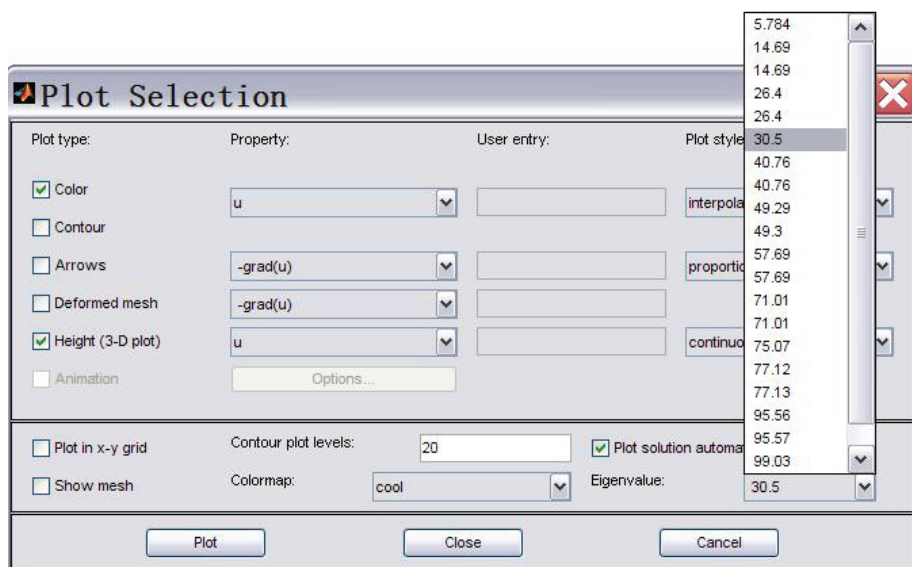 Plot Selection
Plot type:
Property:
User entry:
Plot style
Color
u
interpola
Contour
Arrows
-grad(u)
proportic
Deformed mesh
-grad(u)
Height (3-D plot)
u
continuo
Animation
Options...
5.784
14.69
14.69
26.4
26.4
30.5
40.76
40.76
49.29
49.3
57.69
57.69
71.01
71.01
75.07
77.12
77.13
95.56
95.57
99.03
Plot in x-y grid
Contour plot levels:
20
Plot solution automa
Show mesh
Colormap:
cool
Eigenvalue:
30.5
Plot
Close
Cancel